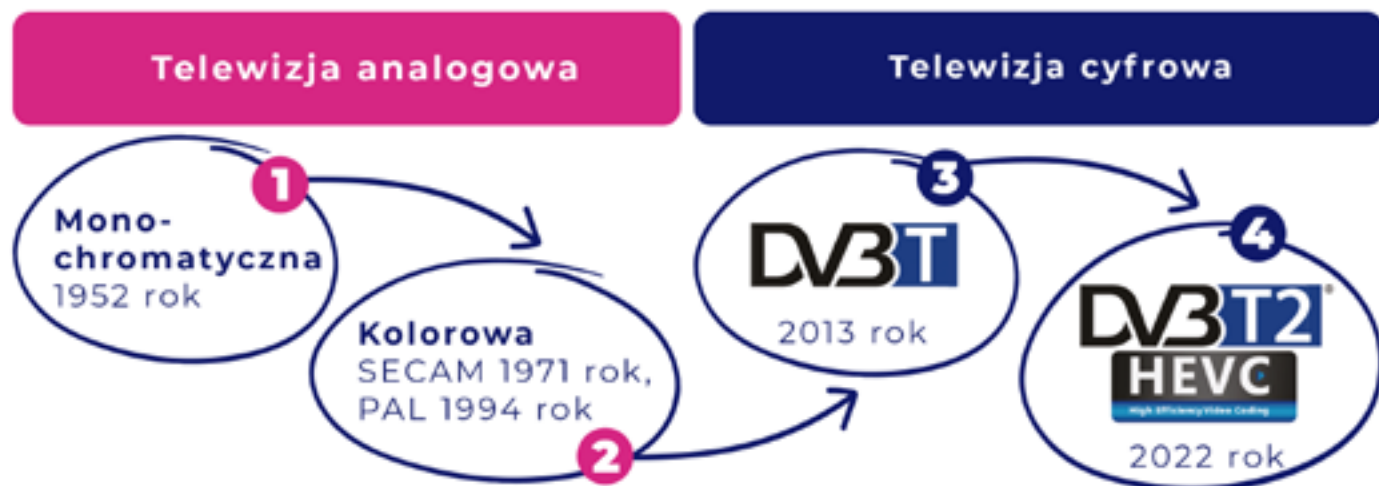 Telewizja analogowa
Telewizja cyfrowa
1
Mono-
chromatyczna
1952 rok
Kolorowa
SECAM 1971 rok,
PAL 1994 rok
2
3
DVB T
2013 rok
4
DVB T2®
HEVC
High Efficiency Video Coding
2022 rok